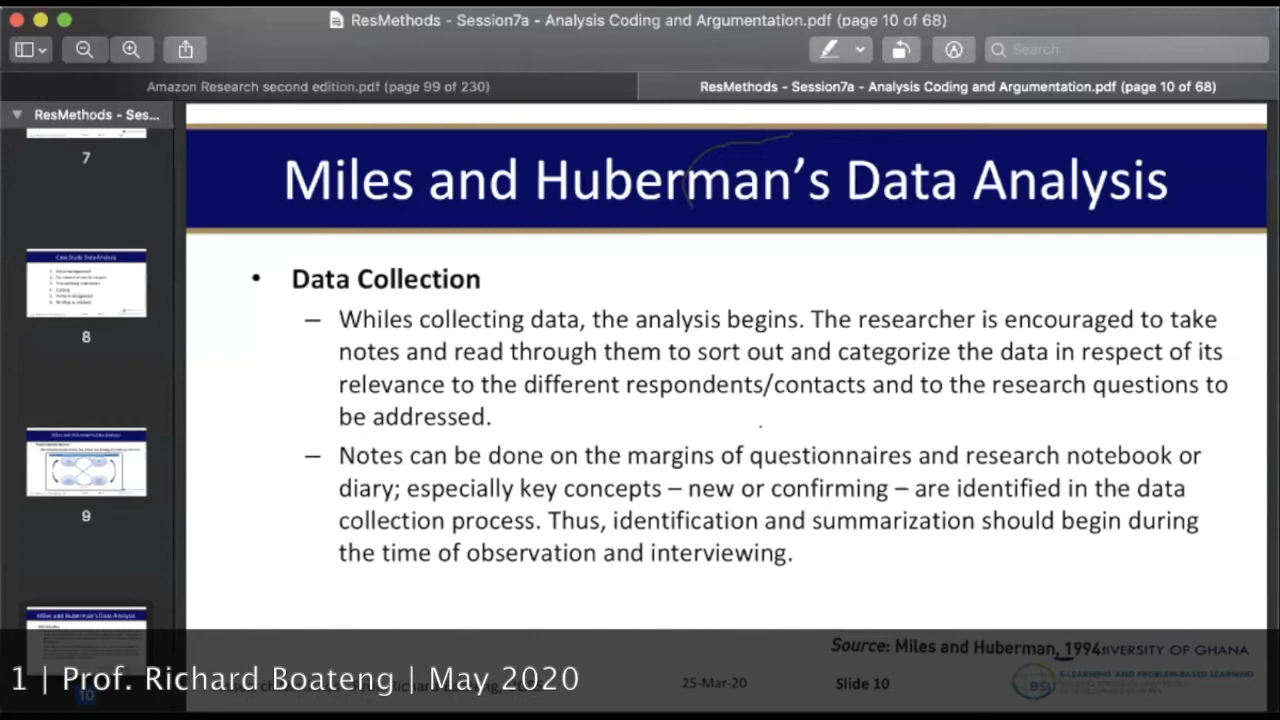 ResMethods - Session7a - Analysis Coding and Argumentation.pdf (page 10 of 68)
Search
Amazon Research second edition.pdf (page 99 of 230)
ResMethods - Session7a - Analysis Coding and Argumentation.pdf (page 10 of 68)
ResMethods - Ses...
7
8
9
10
Miles and Huberman's Data Analysis
• Data Collection
– Whiles collecting data, the analysis begins. The researcher is encouraged to take
notes and read through them to sort out and categorize the data in respect of its
relevance to the different respondents/contacts and to the research questions to
be addressed.
– Notes can be done on the margins of questionnaires and research notebook or
diary; especially key concepts – new or confirming – are identified in the data
collection process. Thus, identification and summarization should begin during
the time of observation and interviewing.
Source: Miles and Huberman, 1994
UNIVERSITY OF GHANA
1 | Prof. Richard Boateng | May 2020
25-Mar-20
Slide 10
E-LEARNING AND PROBLEM-BASED LEARNING